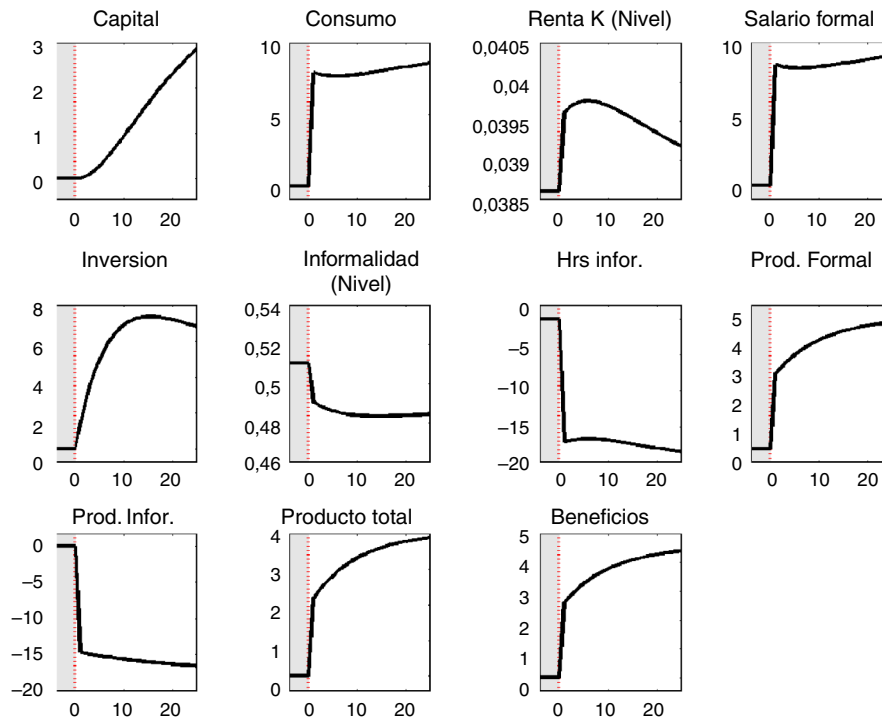 Capital
3
2
1
0
0 10 20
Consumo
10
5
0
0 10 20
Renta K (Nivel)
0,0405
0,04
0,0395
0,039
0,0385
0 10 20
Salario formal
10
5
0
0 10 20
Inversion
8
6
4
2
0
0 10 20
Informalidad
(Nivel)
0,54
0,52
0,5
0,48
0,46
0 10 20
Hrs infor.
0
−5
−10
−15
−20
0 10 20
Prod. Formal
5
4
3
2
1
0
0 10 20
Prod. Infor.
0
−5
−10
−15
−20
0 10 20
Producto total
4
3
2
1
0
0 10 20
Beneficios
5
4
3
2
1
0
0 10 20